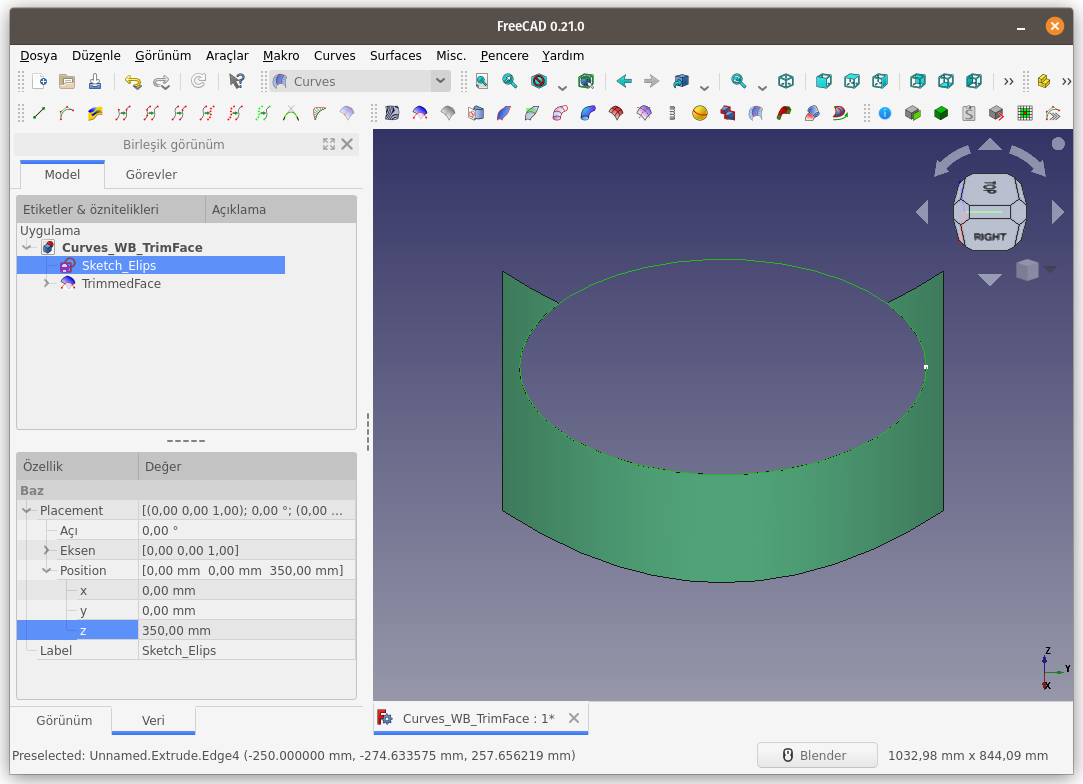 FreeCAD 0.21.0
Dosya Düzenle Görünüm Araçlar Makro Curves Surfaces Misc. Pencere Yardım
Curves
Birleşik görünüm
Model Görevler
Etiketler & öznitelikleri Açıklama
Uygulama
Curves_WB_TrimFace
Sketch_Elips
TrimmedFace
TOP
RIGHT
Özellik Değer
Baz
Placement [(0,00 0,00 1,00); 0,00 °; (0,00 ...
Açı 0,00 °
Eksen [0,00 0,00 1,00]
Position [0,00 mm 0,00 mm 350,00 mm]
x 0,00 mm
y 0,00 mm
z 350,00 mm
Label Sketch_Elips
Z
Y
X
Görünüm Veri
Curves_WB_TrimFace : 1*
Preselected: Unnamed.Extrude.Edge4 (-250.000000 mm, -274.633575 mm, 257.656219 mm)
Blender
1032,98 mm x 844,09 mm